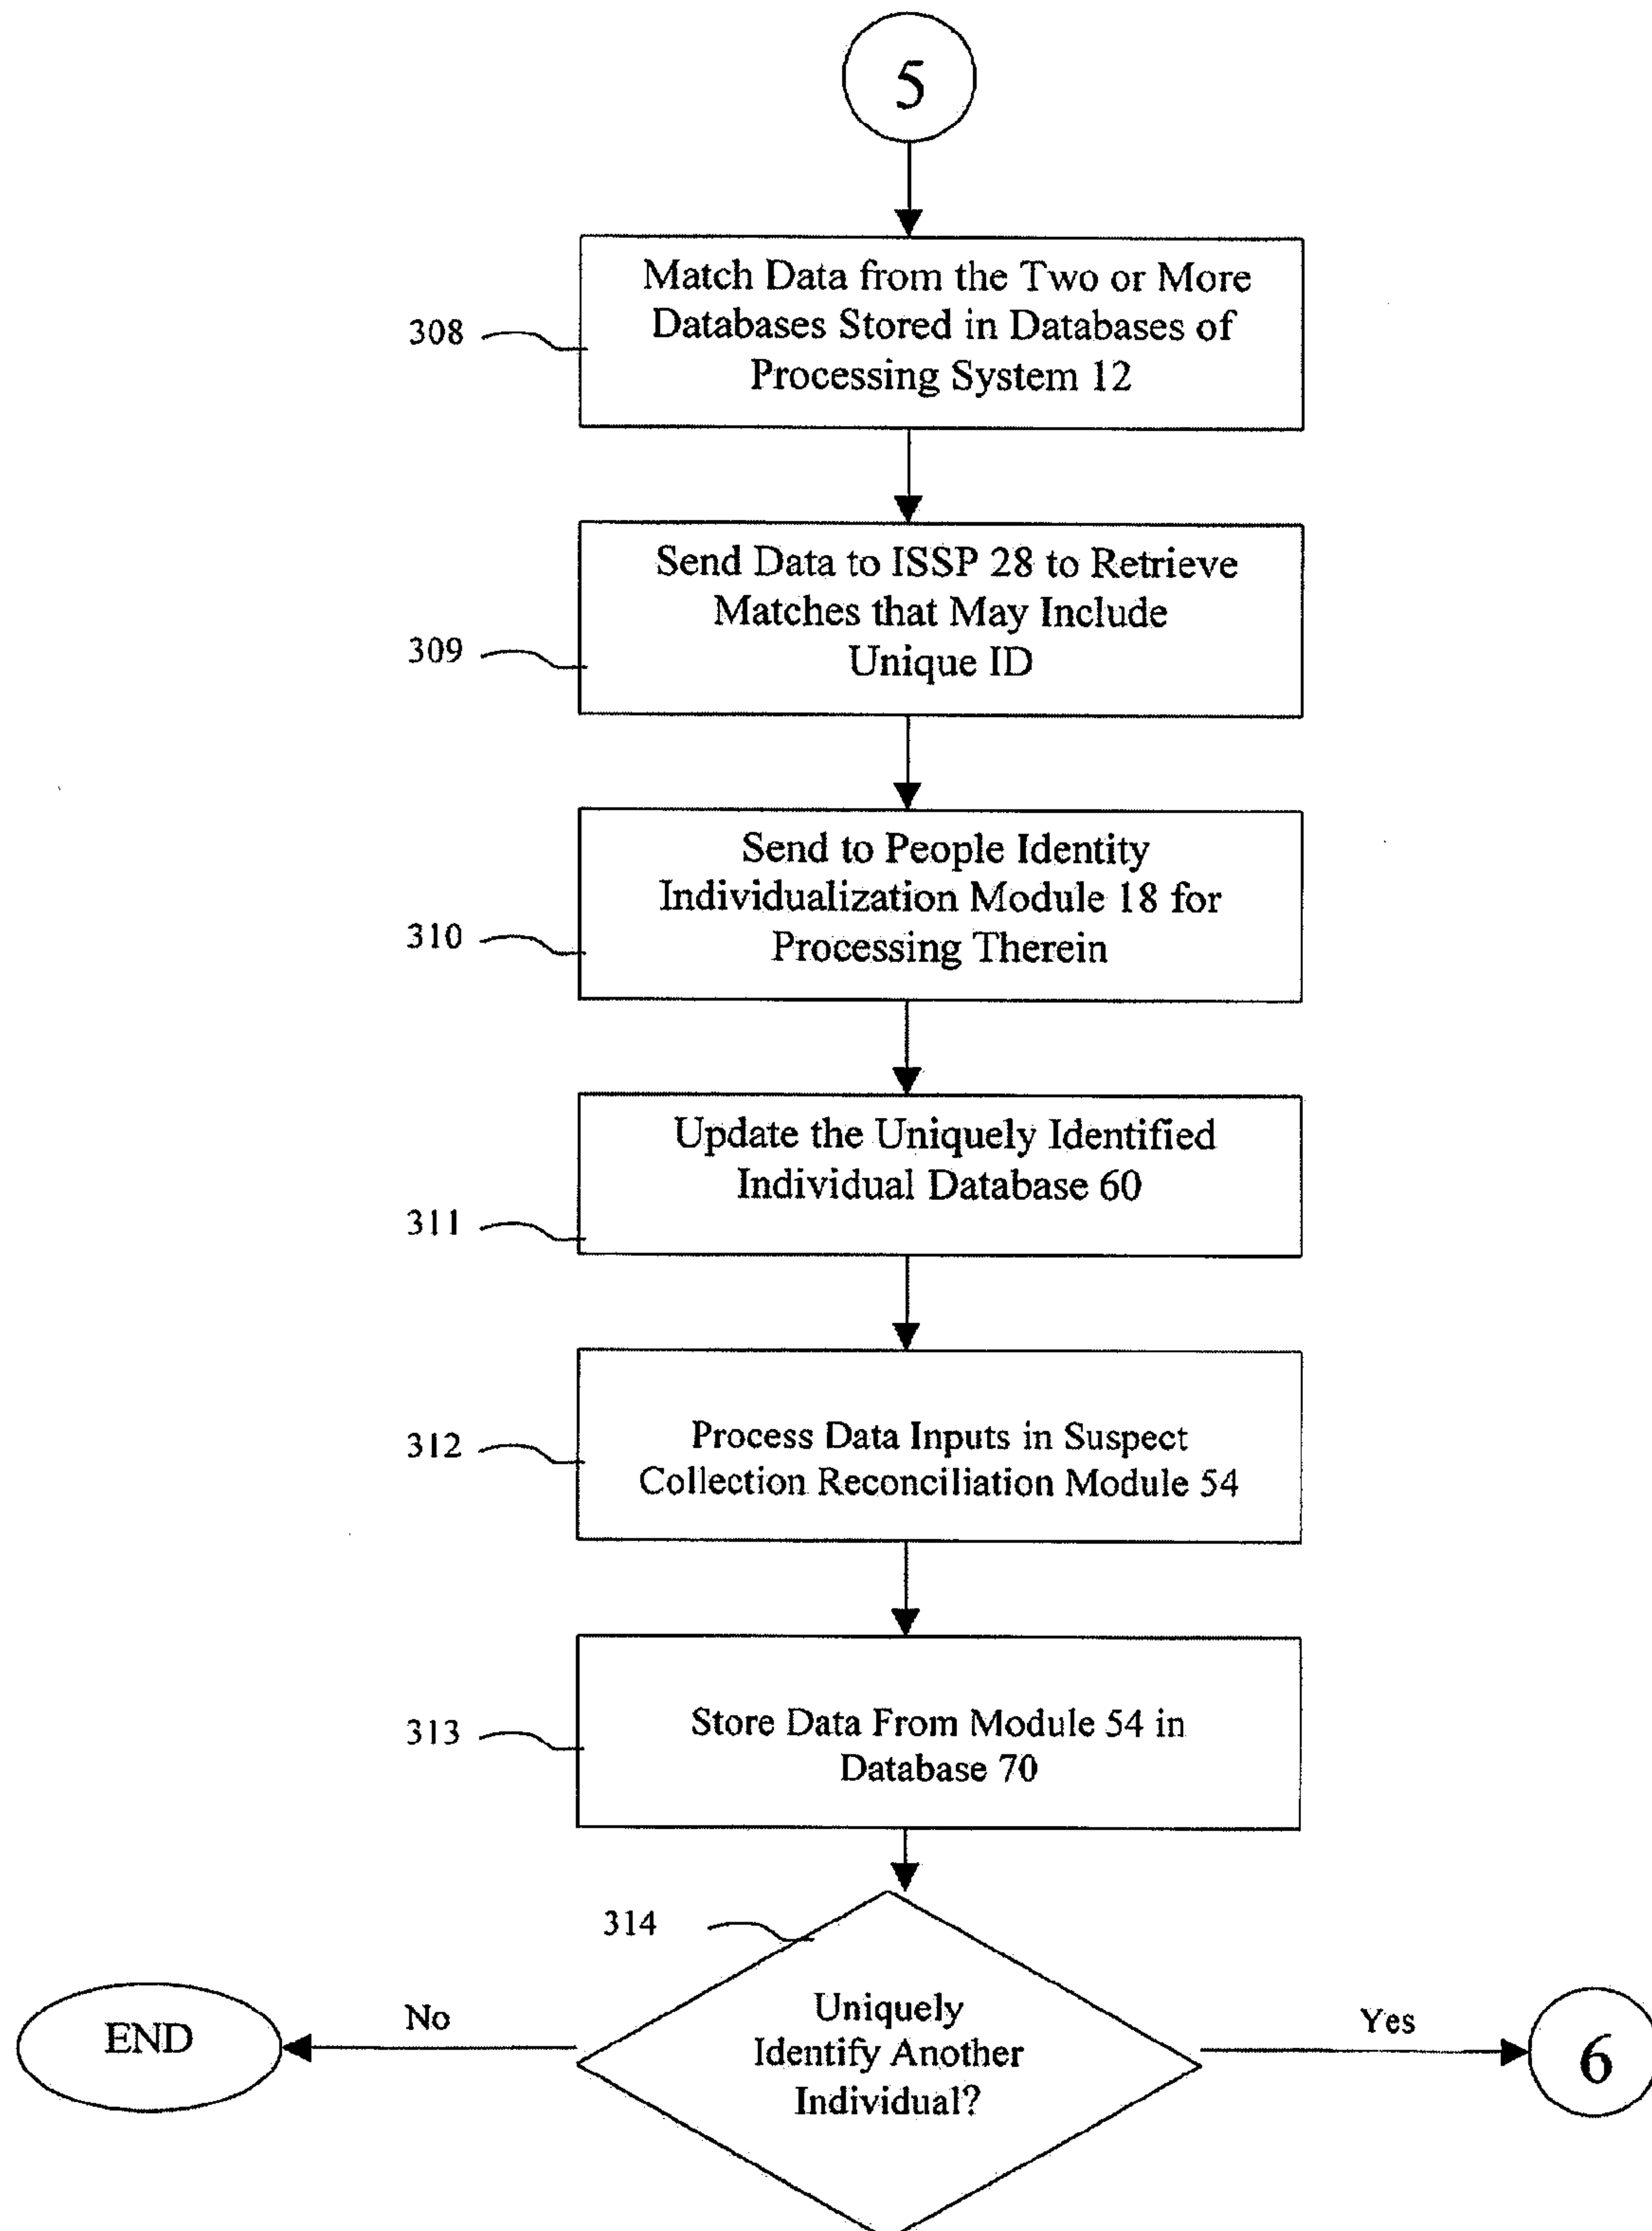 5
Match Data from the Two or More
Databases Stored in Databases of
Processing System 12
308
Send Data to ISSP 28 to Retrieve
Matches that May Include
Unique ID
309
Send to People Identity
Individualization Module 18 for
Processing Therein
310
Update the Uniquely Identified
Individual Database 60
311
Process Data Inputs in Suspect
Collection Reconciliation Module 54
312
Store Data From Module 54 in
Database 70
313
314
Uniquely
Identify Another
Individual?
No
END
Yes
6